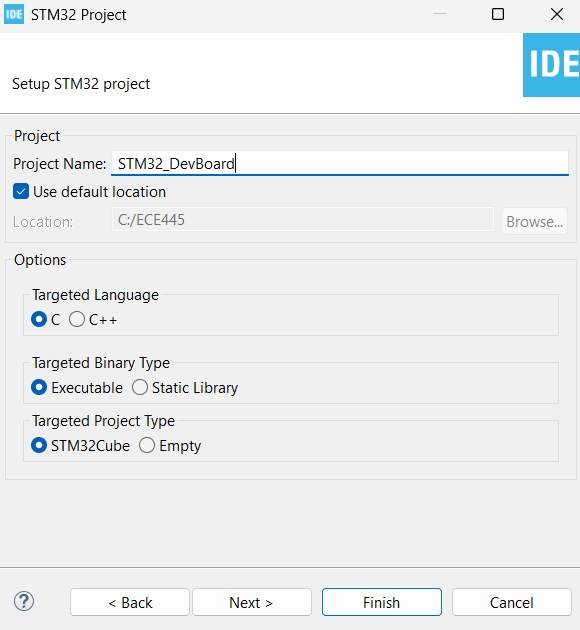 IDE STM32 Project
IDE
Setup STM32 project
Project
Project Name: STM32_DevBoard
Use default location
Location: C:/ECE445 Browse...
Options
Targeted Language
C C++
Targeted Binary Type
Executable Static Library
Targeted Project Type
STM32Cube Empty
? < Back Next > Finish Cancel